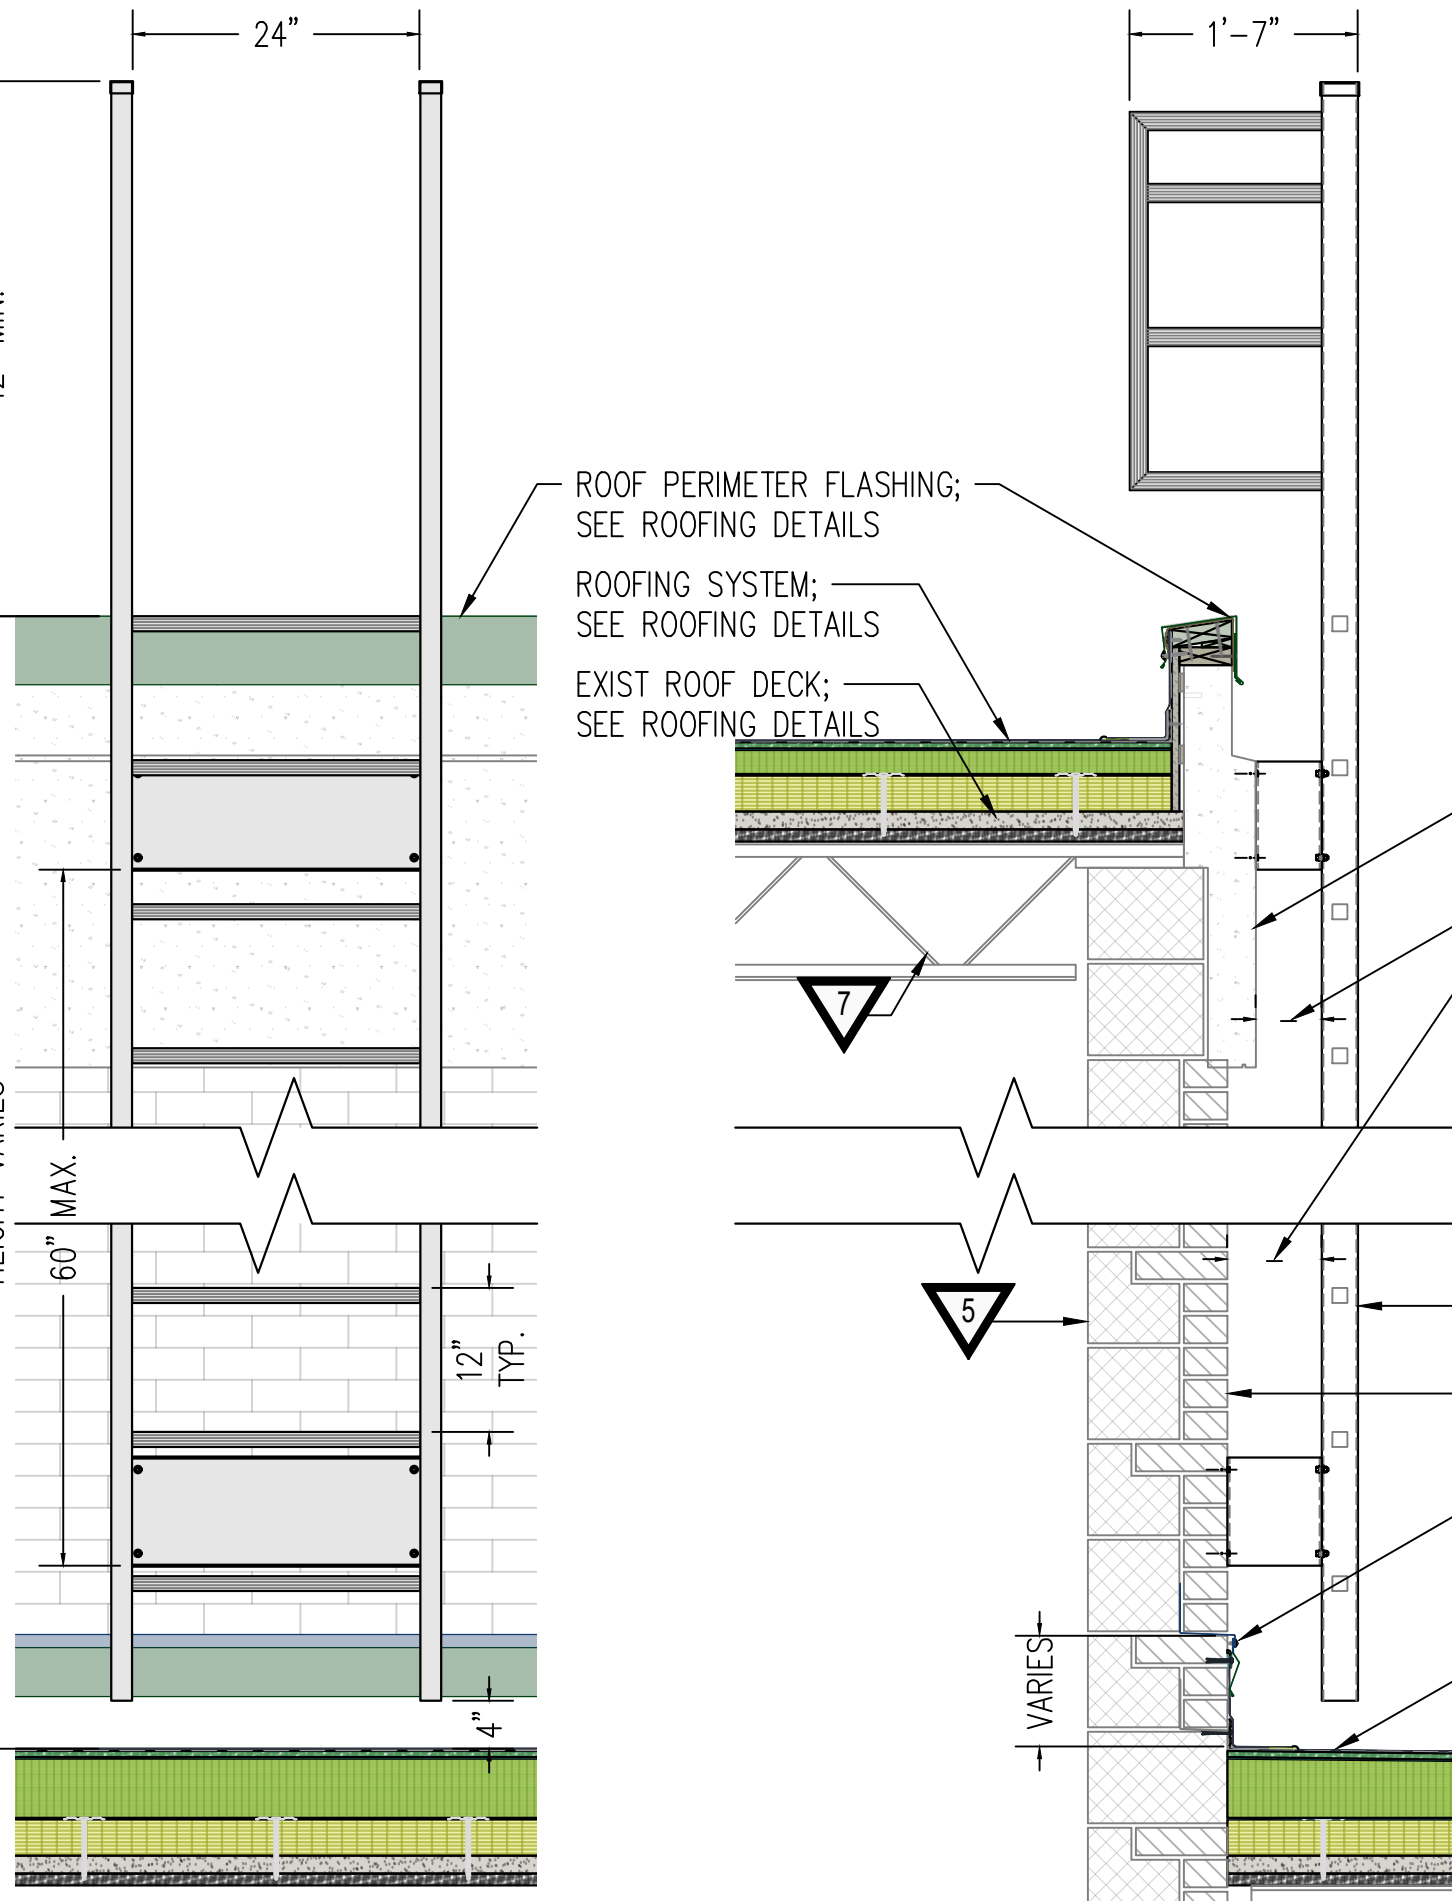 24"
1'-7"
MIN.
ROOF PERIMETER FLASHING;
SEE ROOFING DETAILS
ROOFING SYSTEM;
SEE ROOFING DETAILS
EXIST ROOF DECK;
SEE ROOFING DETAILS
7
60" MAX.
5
12"
TYP.
VARIES
4"